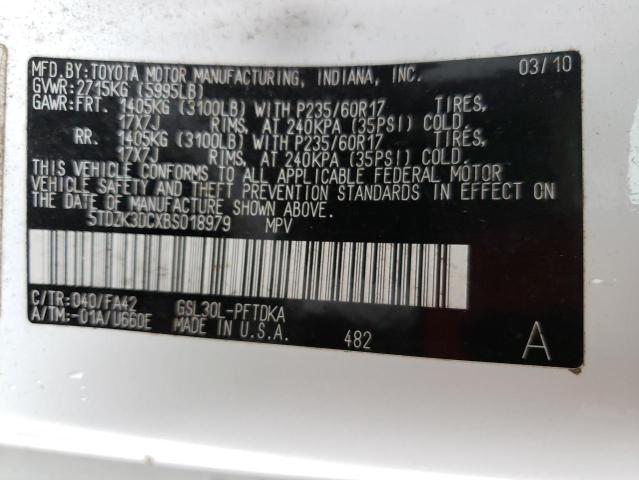 MFD.BY:TOYOTA MOTOR MANUFACTURING, INDIANA, INC. 03/10
GVWR:2715KG (5995LB)
GAWR:FRT. 1405KG (3100LB) WITH P235/60R17 TIRES,
17X7J RIMS, AT 240KPA (35PSI) COLD.
RR. 1405KG (3100LB) WITH P235/60R17 TIRES,
17X7J RIMS, AT 240KPA (35PSI) COLD.
THIS VEHICLE CONFORMS TO ALL APPLICABLE FEDERAL MOTOR
VEHICLE SAFETY AND THEFT PREVENTION STANDARDS IN EFFECT ON
THE DATE OF MANUFACTURE SHOWN ABOVE.
5TDZK3DCXBS018979 MPV
C/TR:040/FA42 GSL30L-PFTDKA
A/TM:-01A/U660E MADE IN U.S.A. 482 A